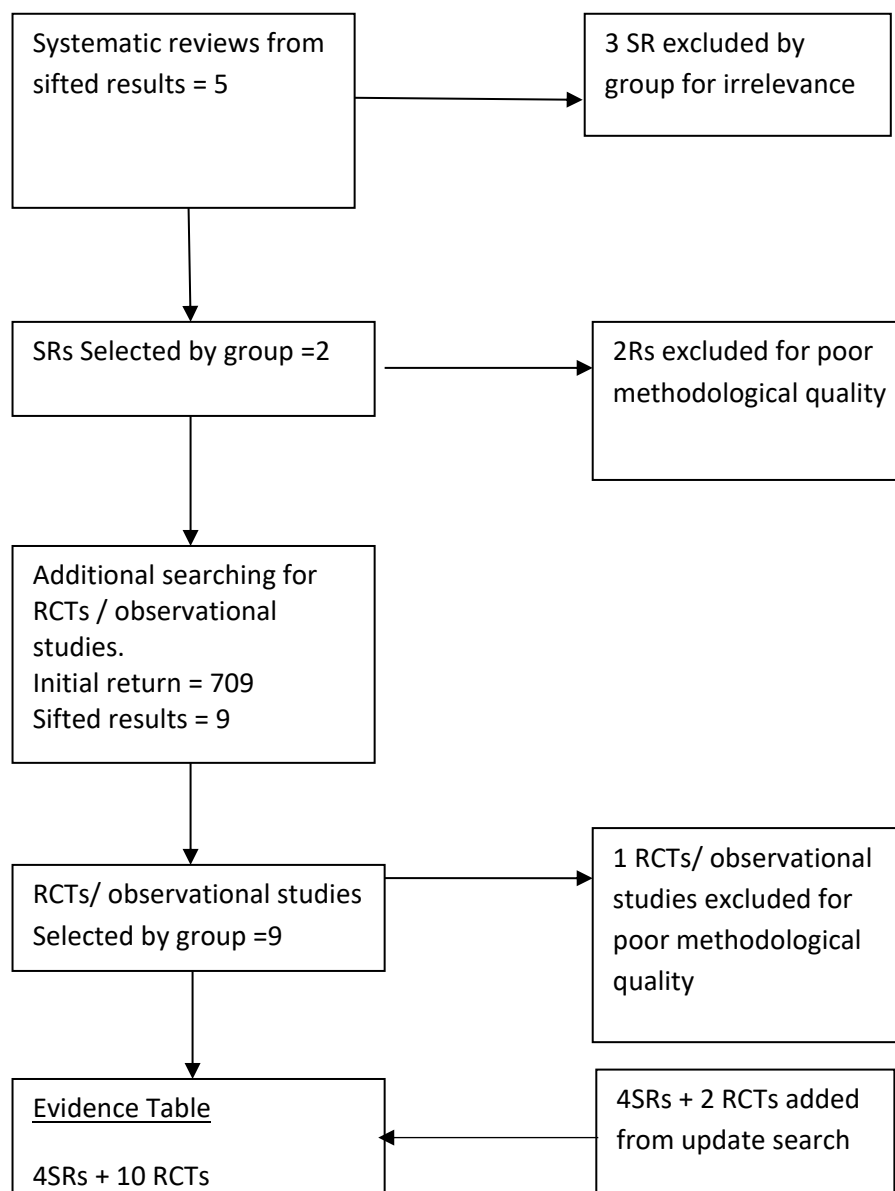 Systematic reviews from
sifted results = 5
3 SR excluded by
group for irrelevance
SRs Selected by group =2
2Rs excluded for poor
methodological quality
Additional searching for
RCTs / observational
studies.
Initial return = 709
Sifted results = 9
RCTs/ observational studies
Selected by group =9
1 RCTs/ observational
studies excluded for
poor methodological
quality
Evidence Table
4SRs + 10 RCTs
4SRs + 2 RCTs added
from update search